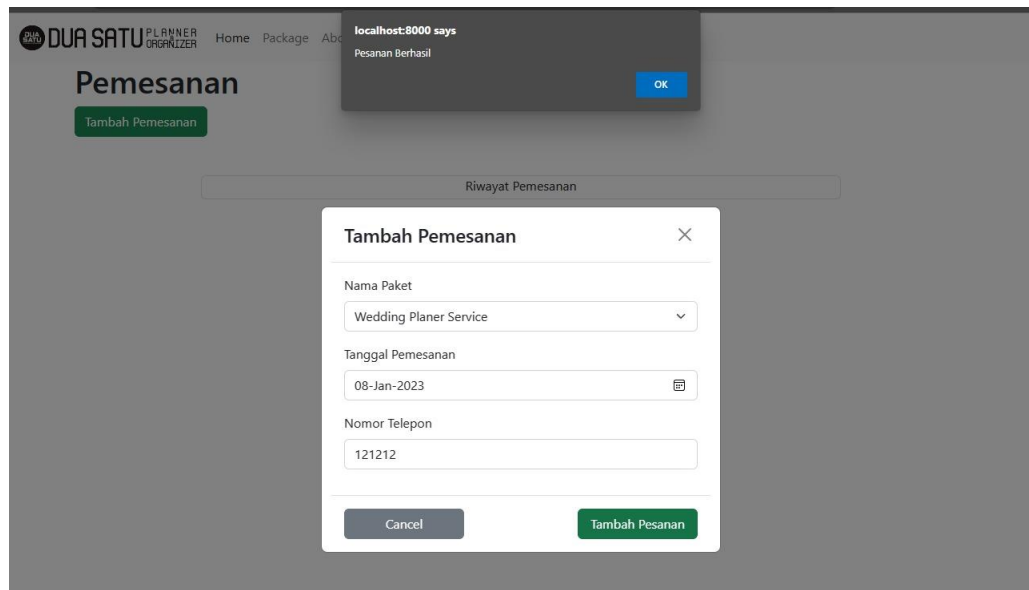 DUA SATU
DUA SATU PLANNER ORGANIZER Home Package
localhost:8000 says
Pesanan Berhasil
OK
Pemesanan
Tambah Pemesanan
Riwayat Pemesanan
Tambah Pemesanan
Nama Paket
Wedding Planer Service
Tanggal Pemesanan
08-Jan-2023
Nomor Telepon
121212
Cancel Tambah Pesanan